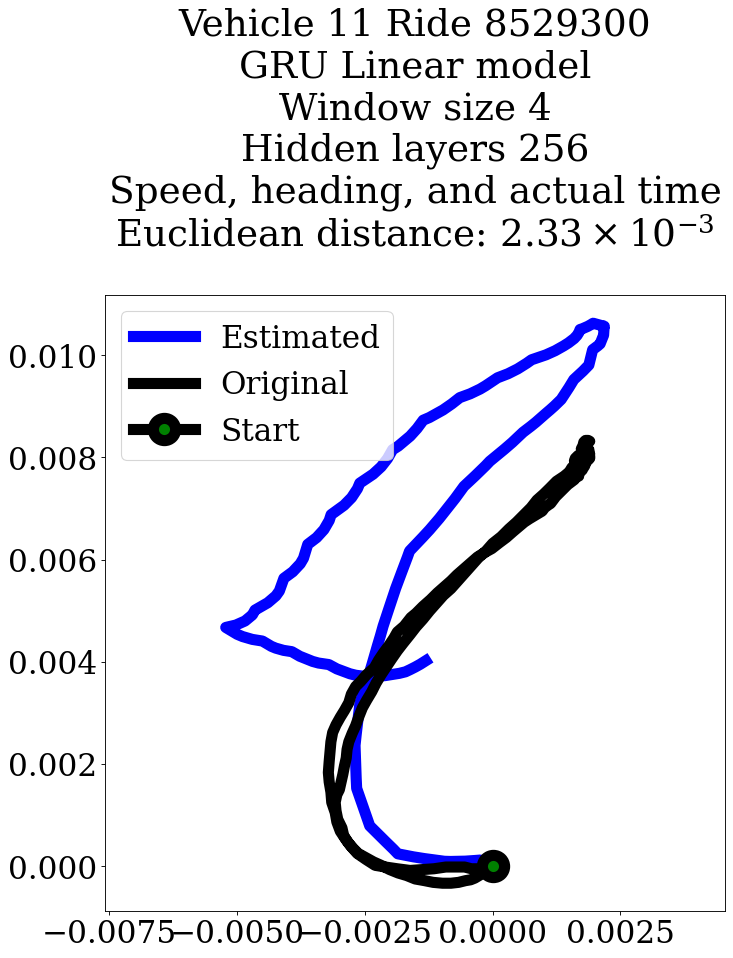 Vehicle 11 Ride 8529300
GRU Linear model
Window size 4
Hidden layers 256
Speed, heading, and actual time
Euclidean distance: 2.33 × 10⁻³
Estimated
Original
Start
0.010
0.008
0.006
0.004
0.002
0.000
−0.0075
−0.0050
−0.0025
0.0000
0.0025